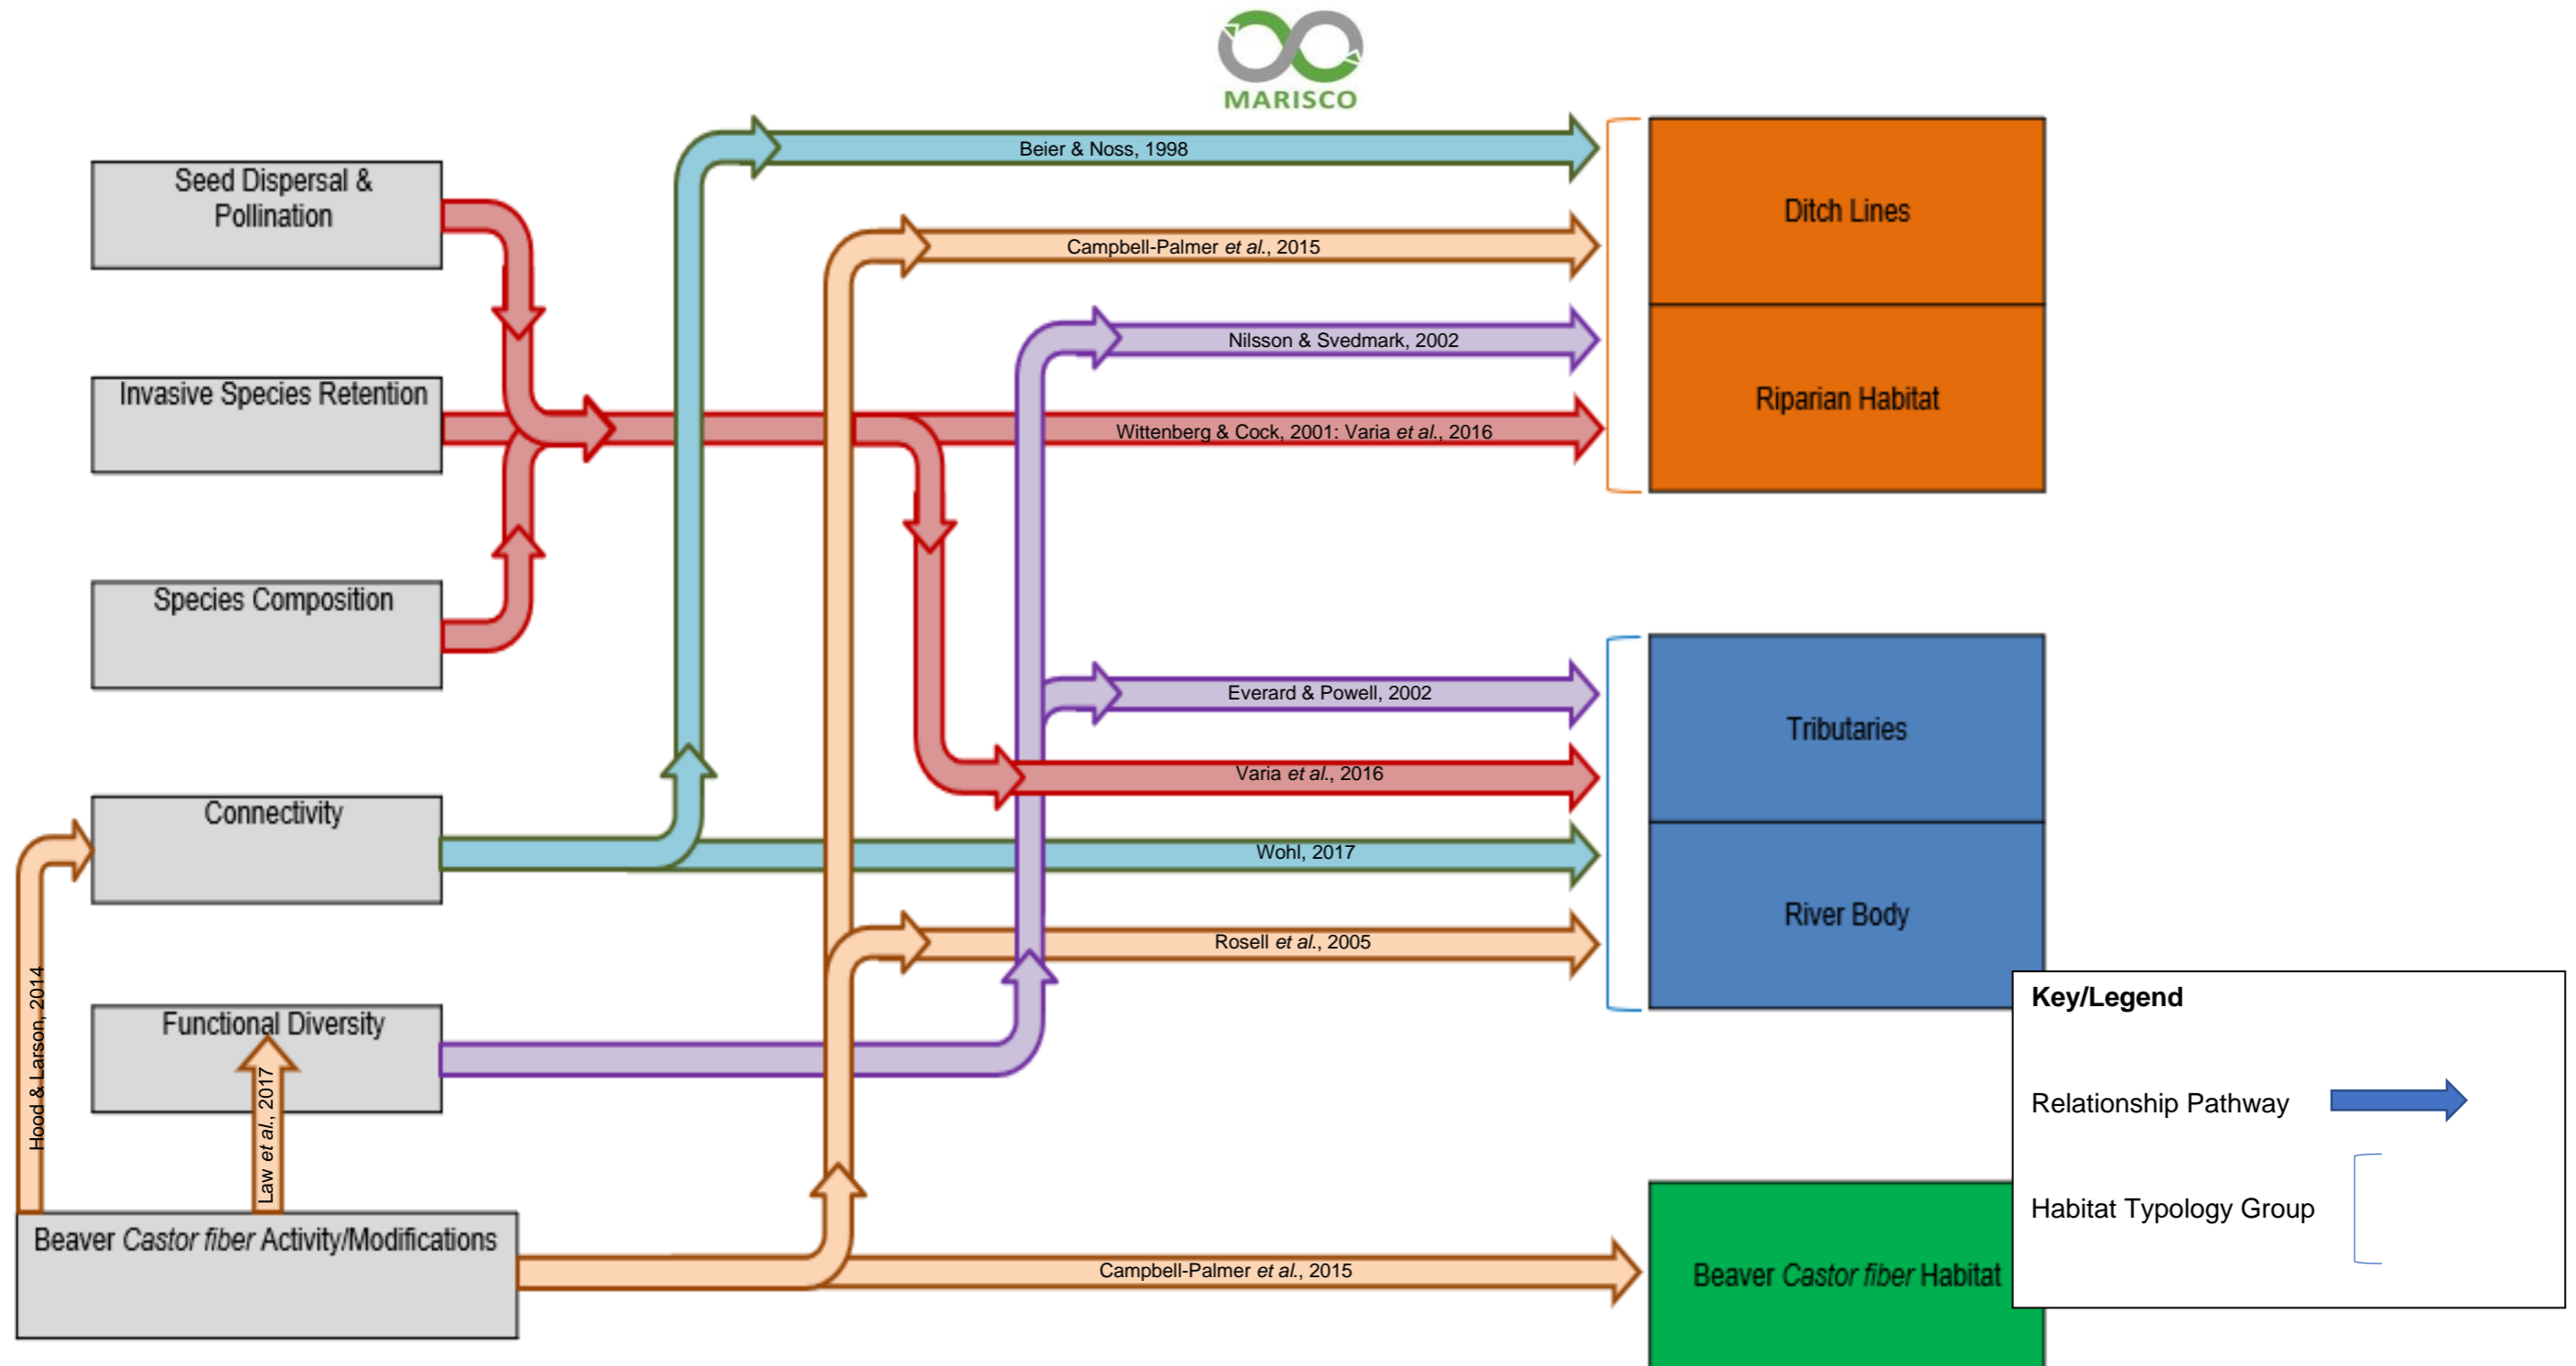 MARISCO
Seed Dispersal &
Pollination
Invasive Species Retention
Species Composition
Connectivity
Functional Diversity
Beaver Castor fiber Activity/Modifications
Hood & Larson, 2014
Law et al., 2017
Beier & Noss, 1998
Campbell-Palmer et al., 2015
Nilsson & Svedmark, 2002
Wittenberg & Cock, 2001: Varia et al., 2016
Everard & Powell, 2002
Varia et al., 2016
Wohl, 2017
Rosell et al., 2005
Campbell-Palmer et al., 2015
Ditch Lines
Riparian Habitat
Tributaries
River Body
Beaver Castor fiber Habitat
Key/Legend
Relationship Pathway
Habitat Typology Group